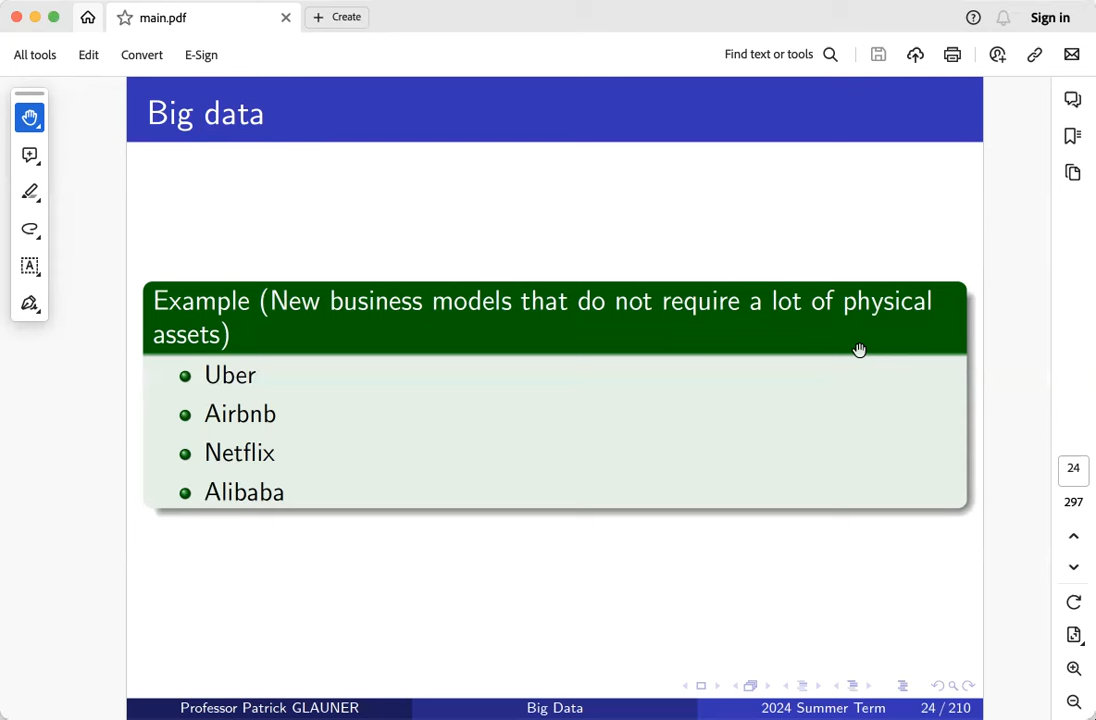 main.pdf
Create
Sign in
All tools
Edit
Convert
E-Sign
Find text or tools
Big data
Example (New business models that do not require a lot of physical
assets)
Uber
Airbnb
Netflix
Alibaba
24
297
Professor Patrick GLAUNER
Big Data
2024 Summer Term
24 / 210